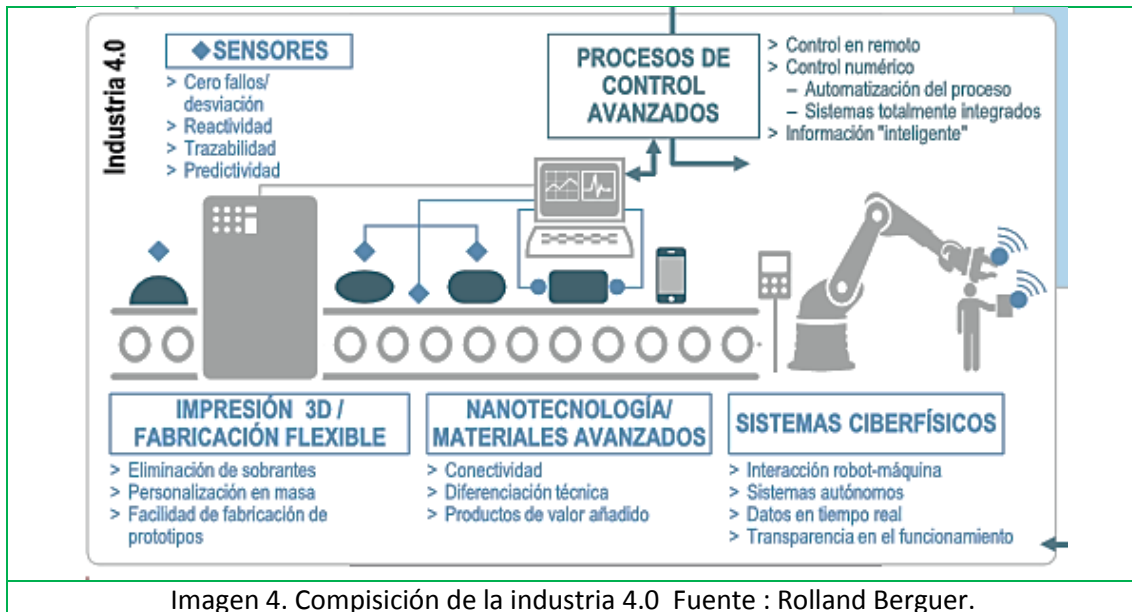 Industria 4.0
◆SENSORES
> Cero fallos/
desviación
> Reactividad
> Trazabilidad
> Predictividad
PROCESOS DE
CONTROL
AVANZADOS
> Control en remoto
> Control numérico
– Automatización del proceso
– Sistemas totalmente integrados
> Información "inteligente"
IMPRESIÓN 3D /
FABRICACIÓN FLEXIBLE
> Eliminación de sobrantes
> Personalización en masa
> Facilidad de fabricación de
prototipos
NANOTECNOLOGÍA/
MATERIALES AVANZADOS
> Conectividad
> Diferenciación técnica
> Productos de valor añadido
SISTEMAS CIBERFÍSICOS
> Interacción robot-máquina
> Sistemas autónomos
> Datos en tiempo real
> Transparencia en el funcionamiento
Imagen 4. Compisición de la industria 4.0 Fuente : Rolland Berguer.